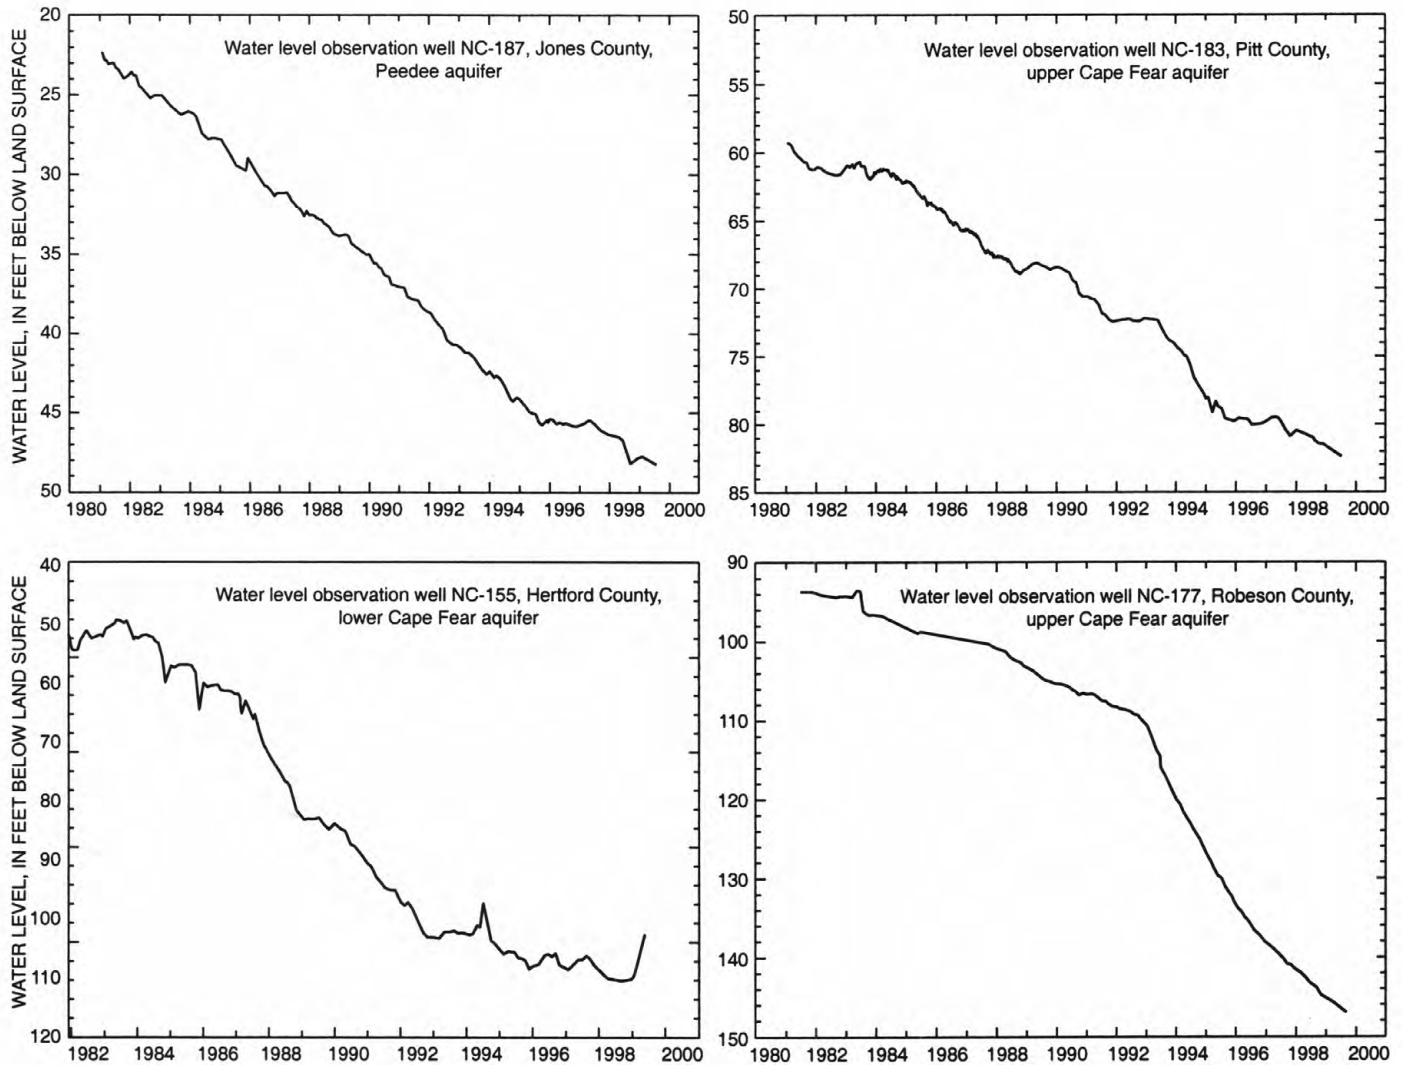 WATER LEVEL, IN FEET BELOW LAND SURFACE
20
25
30
35
40
45
50
Water level observation well NC-187, Jones County,
Peedee aquifer
1980 1982 1984 1986 1988 1990 1992 1994 1996 1998 2000
50
55
60
65
70
75
80
85
Water level observation well NC-183, Pitt County,
upper Cape Fear aquifer
1980 1982 1984 1986 1988 1990 1992 1994 1996 1998 2000
WATER LEVEL, IN FEET BELOW LAND SURFACE
40
50
60
70
80
90
100
110
120
Water level observation well NC-155, Hertford County,
lower Cape Fear aquifer
1982 1984 1986 1988 1990 1992 1994 1996 1998 2000
90
100
110
120
130
140
150
Water level observation well NC-177, Robeson County,
upper Cape Fear aquifer
1980 1982 1984 1986 1988 1990 1992 1994 1996 1998 2000